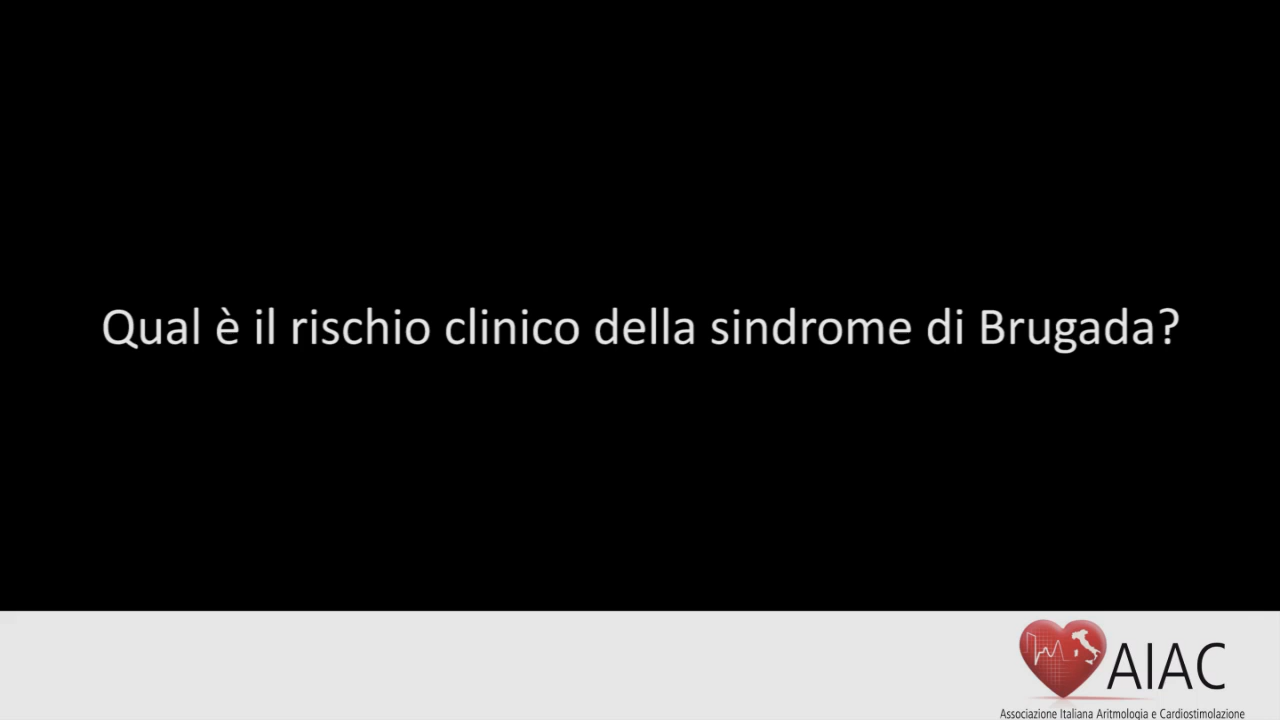 Qual è il rischio clinico della sindrome di Brugada?
AIAC
Associazione Italiana Aritmologia e Cardiostimolazione